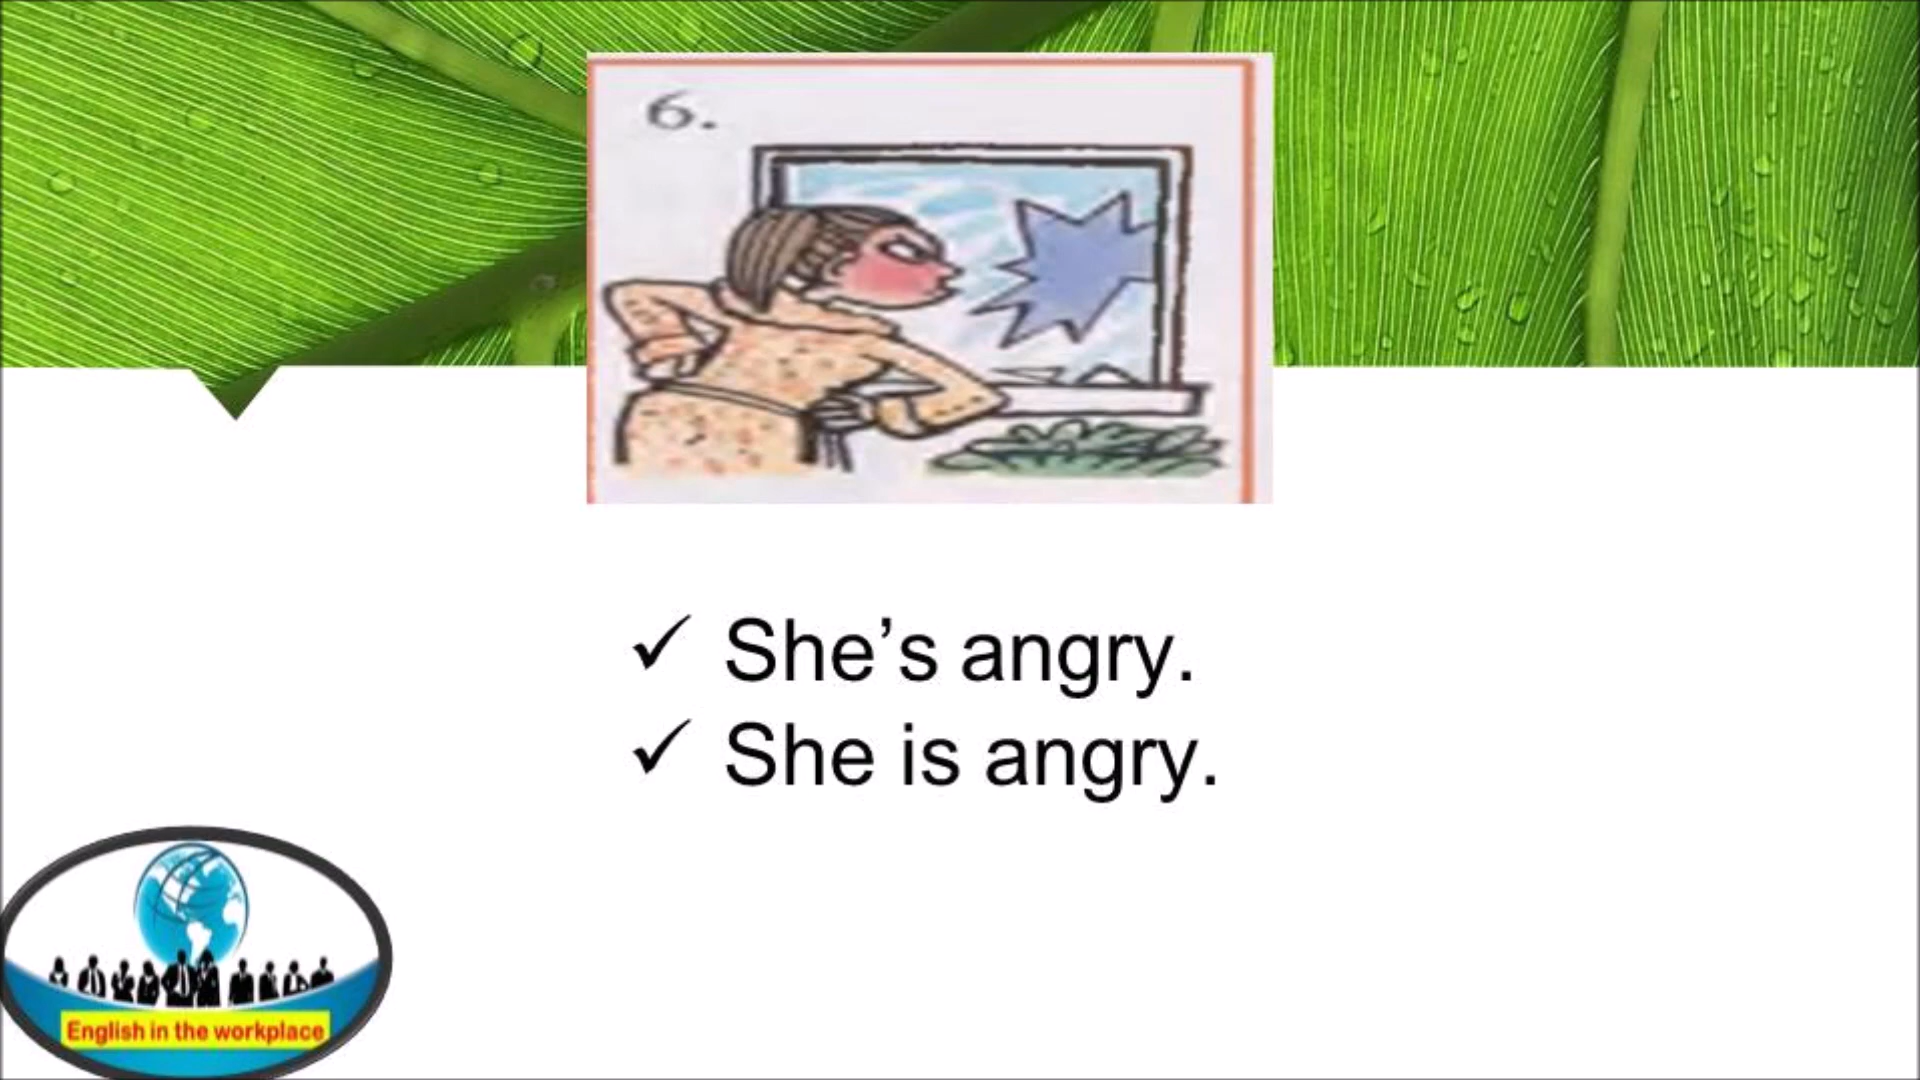 6.
✓ She’s angry.
✓ She is angry.
English in the workplace